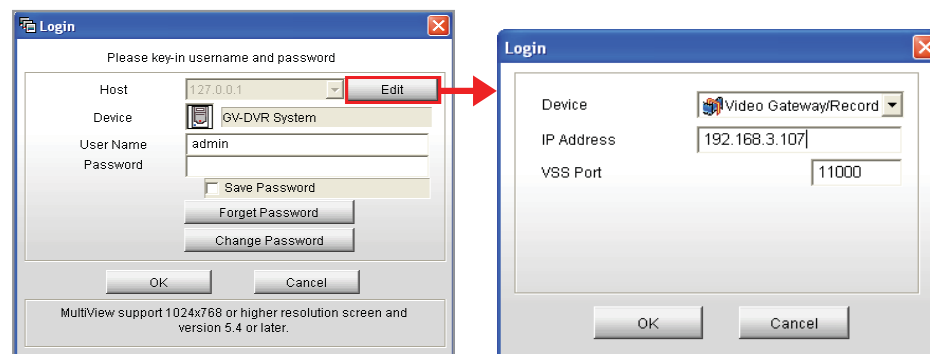 Login
Please key-in username and password
Host 127.0.0.1 Edit
Device GV-DVR System
User Name admin
Password
Save Password
Forget Password
Change Password
OK Cancel
MultiView support 1024x768 or higher resolution screen and
version 5.4 or later.
Login
Device Video Gateway/Record
IP Address 192.168.3.107
VSS Port 11000
OK Cancel